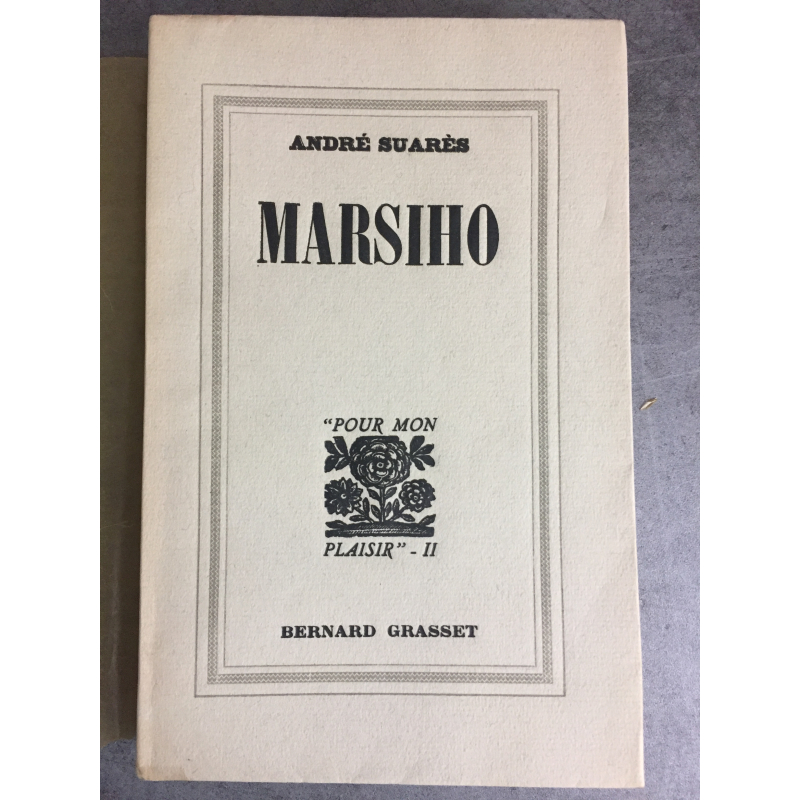 ANDRÉ SUARÈS
MARSIHO
“POUR MON
PLAISIR” - II
BERNARD GRASSET